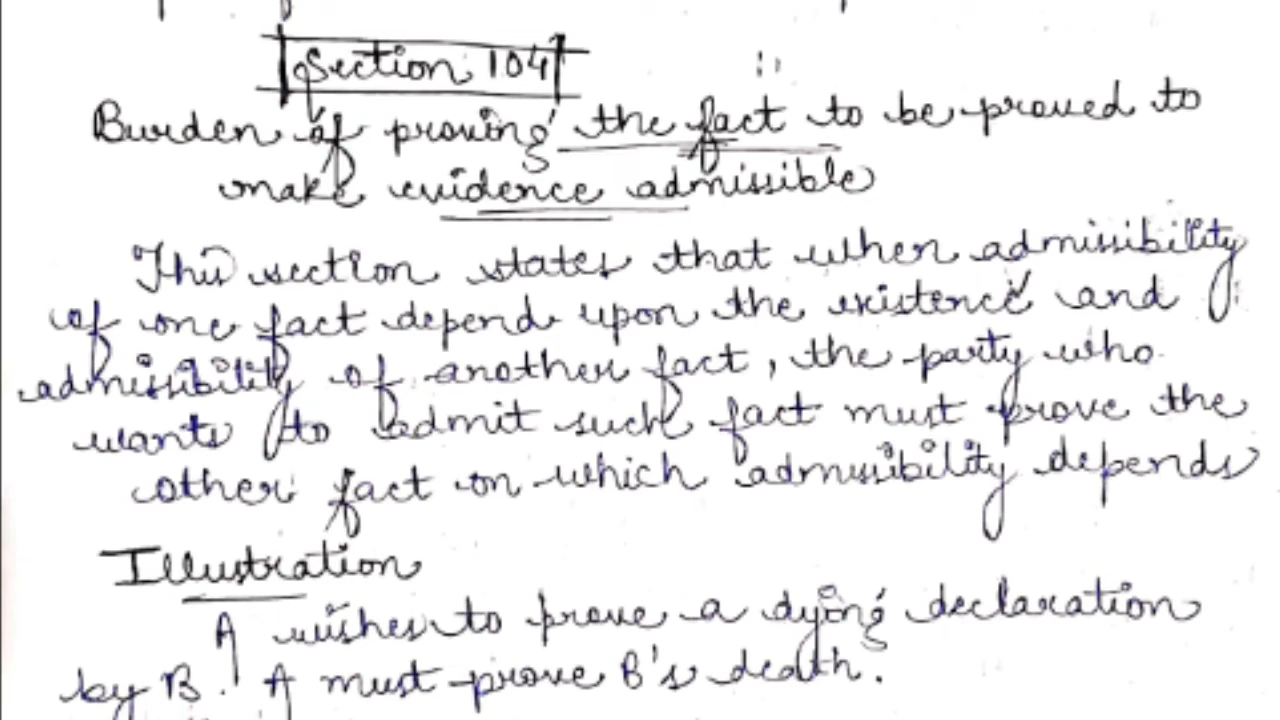 Section 104
Burden of proving the fact to be proved to
make evidence admissible
This section states that when admissibility
of one fact depend upon the existence and
admissibility of another fact, the party who
wants to admit such fact must prove the
other fact on which admissibility depends
Illustration
A wishes to prove a dying declaration
by B. A must prove B's death.